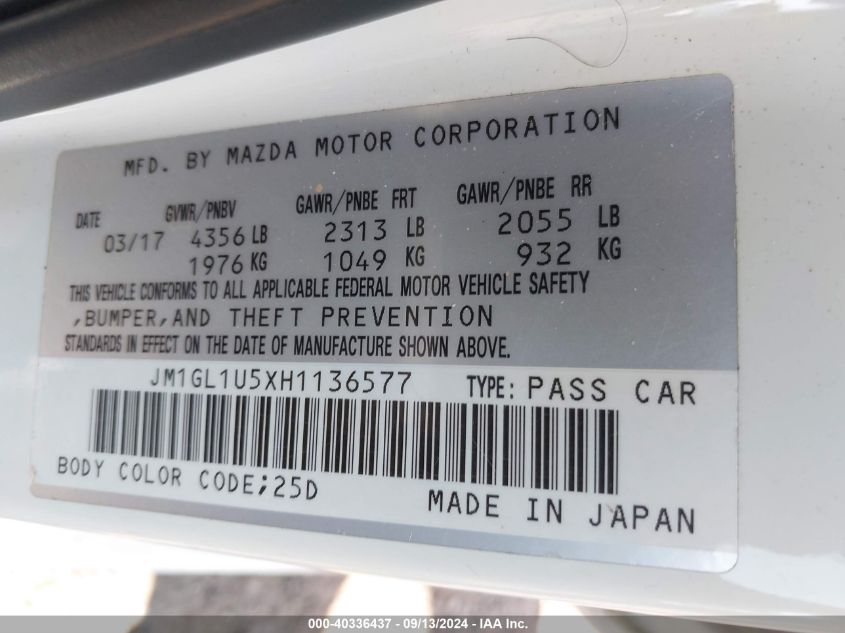 MFD. BY MAZDA MOTOR CORPORATION
DATE GVWR/PNBV GAWR/PNBE FRT GAWR/PNBE RR
03/17 4356 LB 2313 LB 2055 LB
1976 KG 1049 KG 932 KG
THIS VEHICLE CONFORMS TO ALL APPLICABLE FEDERAL MOTOR VEHICLE SAFETY
,BUMPER,AND THEFT PREVENTION
STANDARDS IN EFFECT ON THE DATE OF MANUFACTURE SHOWN ABOVE.
JM1GL1U5XH1136577 TYPE: PASS CAR
BODY COLOR CODE;25D
MADE IN JAPAN
000-40336437 - 09/13/2024 - IAA Inc.